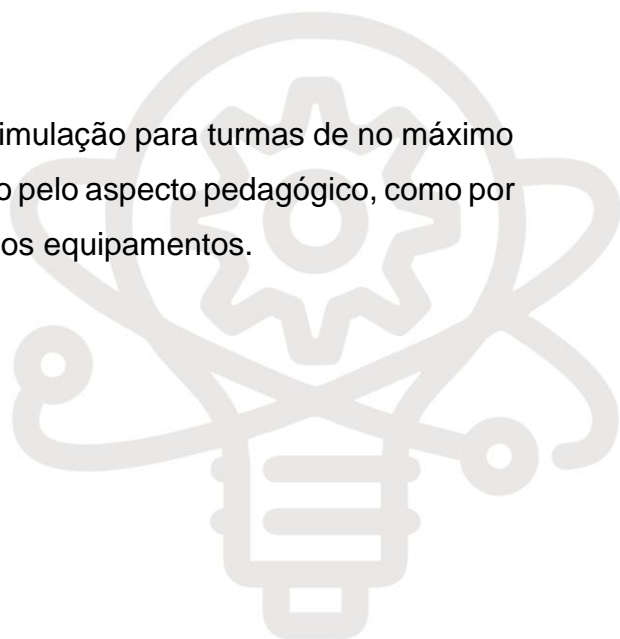 imulação para turmas de no máximo
o pelo aspecto pedagógico, como por
os equipamentos.